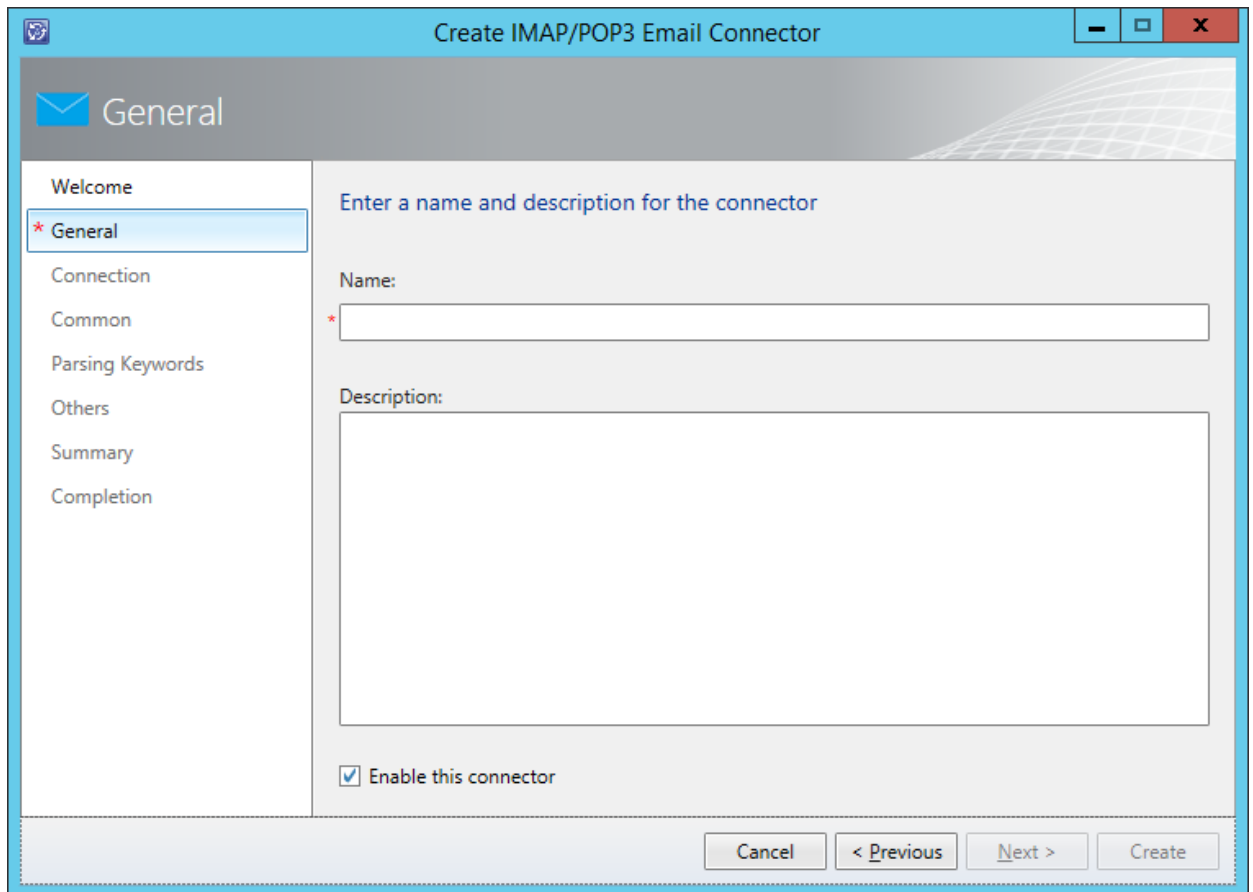 Create IMAP/POP3 Email Connector
General
Welcome
* General
Connection
Common
Parsing Keywords
Others
Summary
Completion
Enter a name and description for the connector
Name:
*
Description:
Enable this connector
Cancel
< Previous
Next >
Create